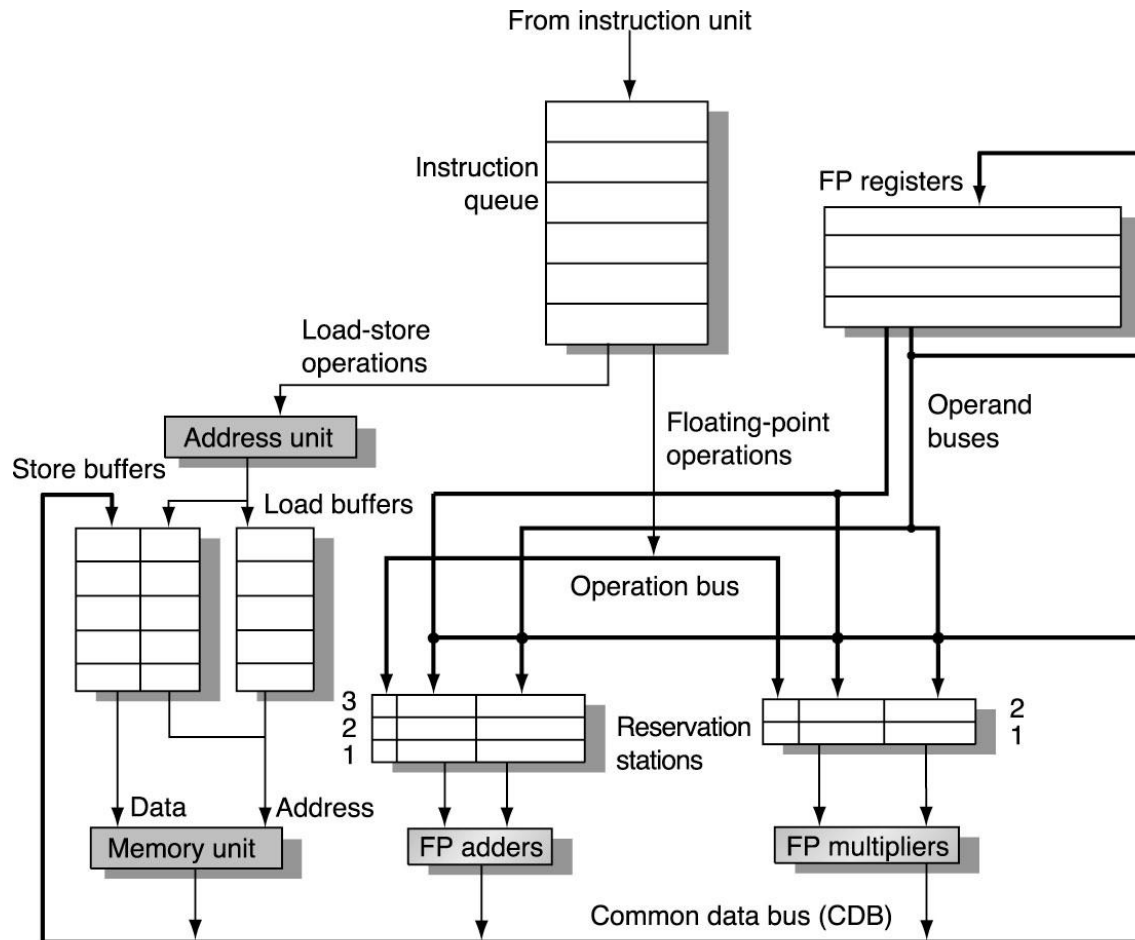 From instruction unit
Instruction
queue
FP registers
Load-store
operations
Address unit
Floating-point
operations
Operand
buses
Store buffers
Load buffers
Operation bus
3
2
1
Reservation
stations
2
1
Data
Address
Memory unit
FP adders
FP multipliers
Common data bus (CDB)